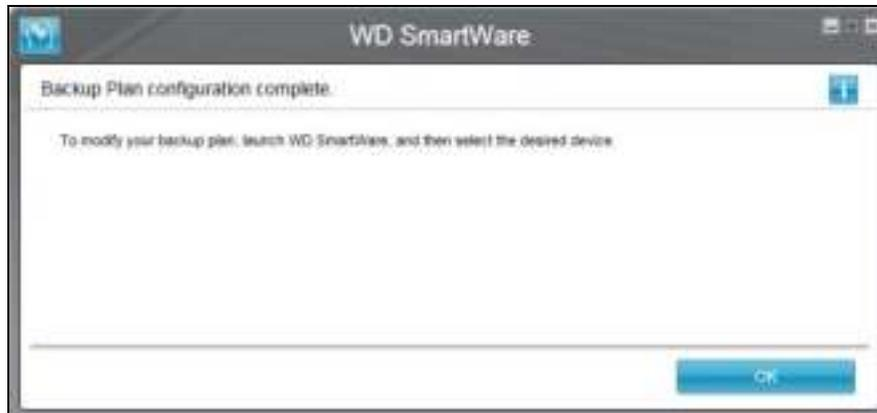 WD SmartWare
Backup Plan configuration complete.
To modify your backup plan, launch WD SmartWare, and then select the desired device.
OK